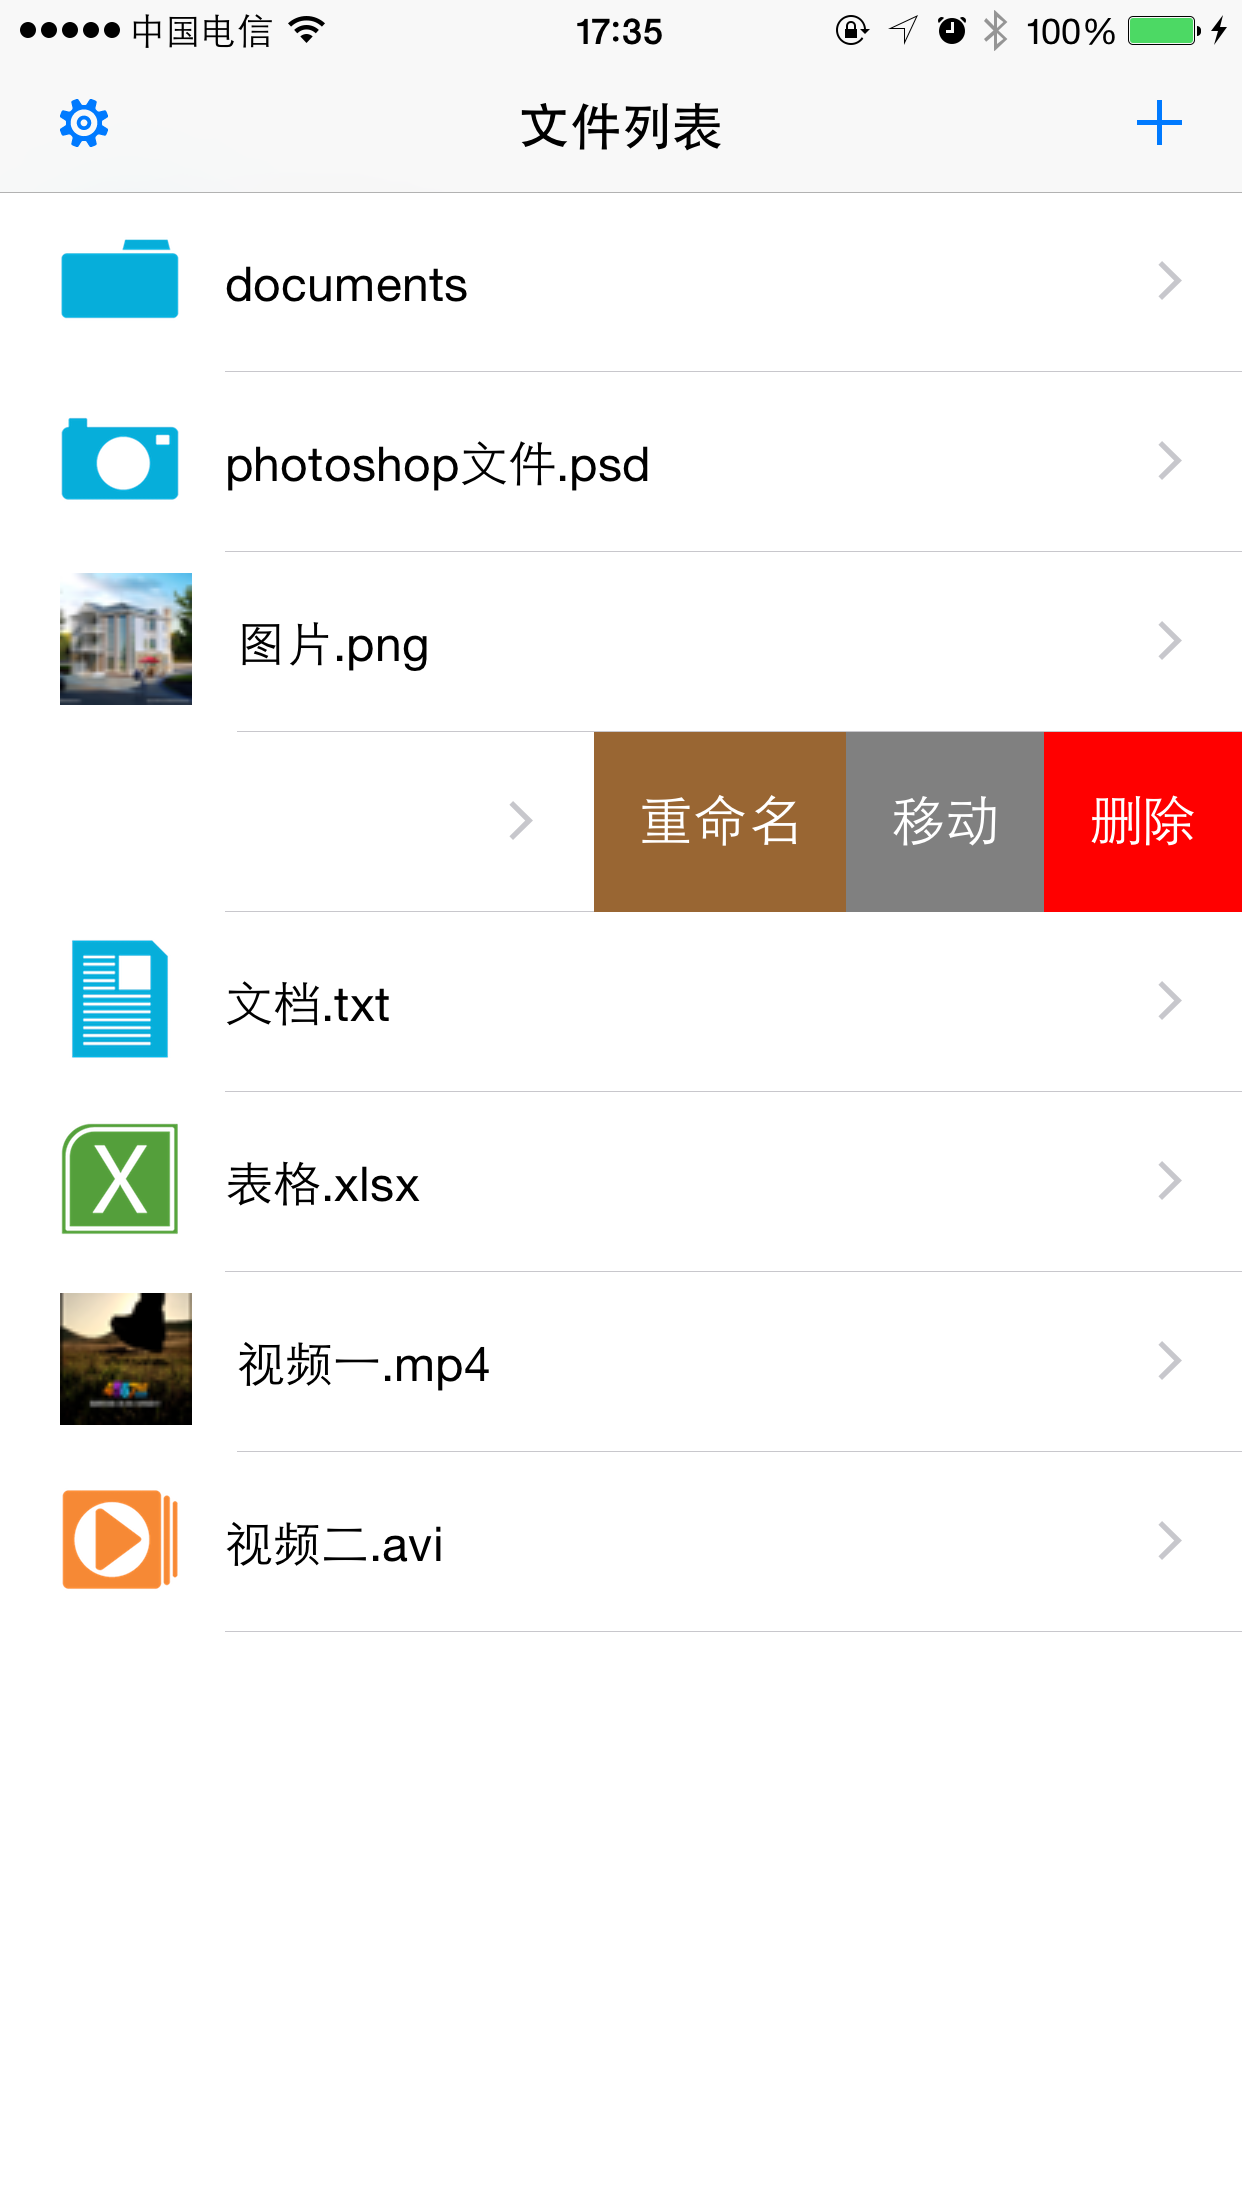 中国电信 17:35 100%
文件列表
documents
photoshop文件.psd
图片.png
重命名 移动 删除
文档.txt
X
表格.xlsx
视频一.mp4
视频二.avi